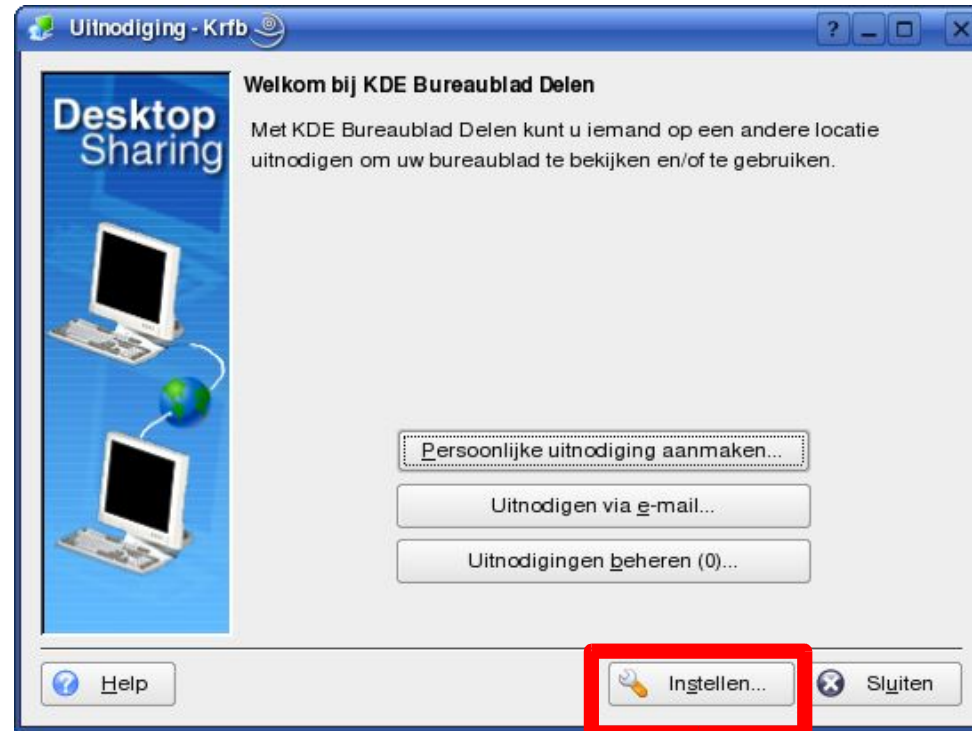 Uitnodiging - Krfb
?
Desktop
Sharing
Welkom bij KDE Bureaublad Delen
Met KDE Bureaublad Delen kunt u iemand op een andere locatie
uitnodigen om uw bureaublad te bekijken en/of te gebruiken.
Persoonlijke uitnodiging aanmaken...
Uitnodigen via e-mail...
Uitnodigingen beheren (0)...
Help
Instellen...
Sluiten